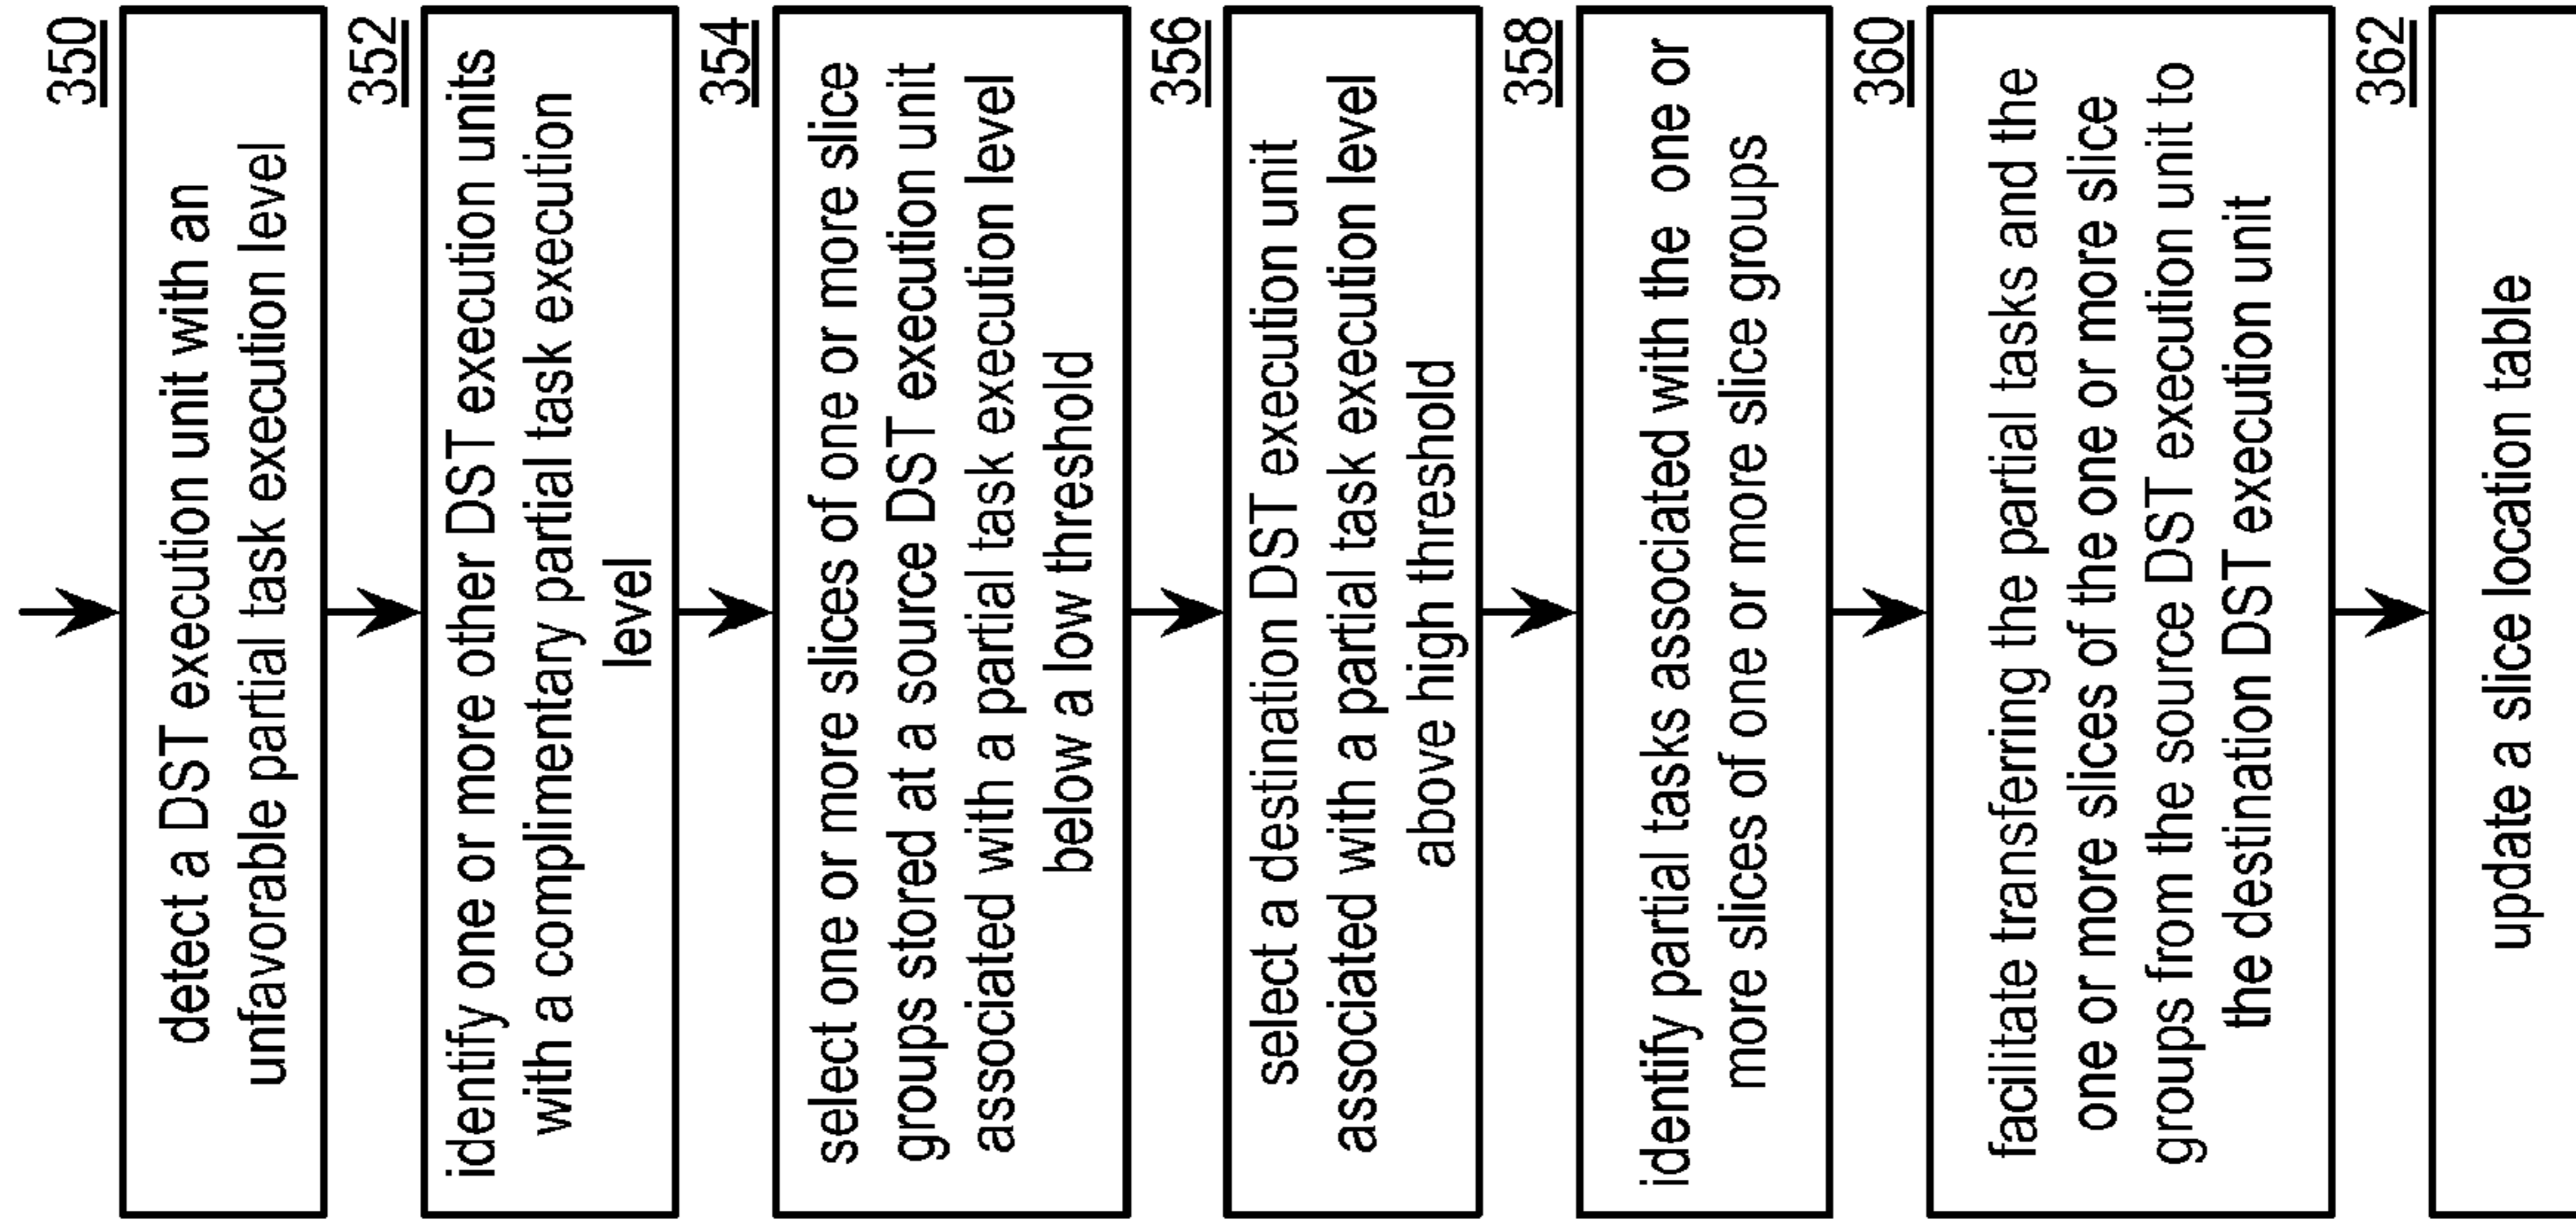 350
detect a DST execution unit with an
unfavorable partial task execution level
352
identify one or more other DST execution units
with a complimentary partial task execution
level
354
select one or more slices of one or more slice
groups stored at a source DST execution unit
associated with a partial task execution level
below a low threshold
356
select a destination DST execution unit
associated with a partial task execution level
above high threshold
358
identify partial tasks associated with the one or
more slices of one or more slice groups
360
facilitate transferring the partial tasks and the
one or more slices of the one or more slice
groups from the source DST execution unit to
the destination DST execution unit
362
update a slice location table